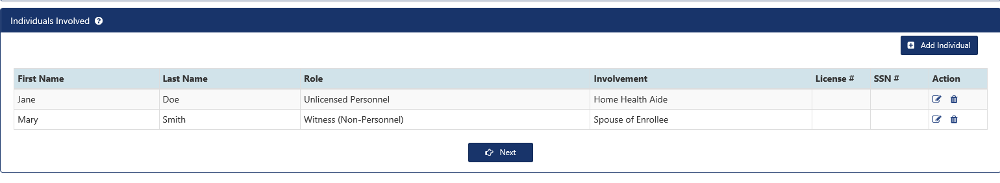 Individuals Involved
Add Individual
First Name Last Name Role Involvement License # SSN # Action
Jane Doe Unlicensed Personnel Home Health Aide
Mary Smith Witness (Non-Personnel) Spouse of Enrollee
Next